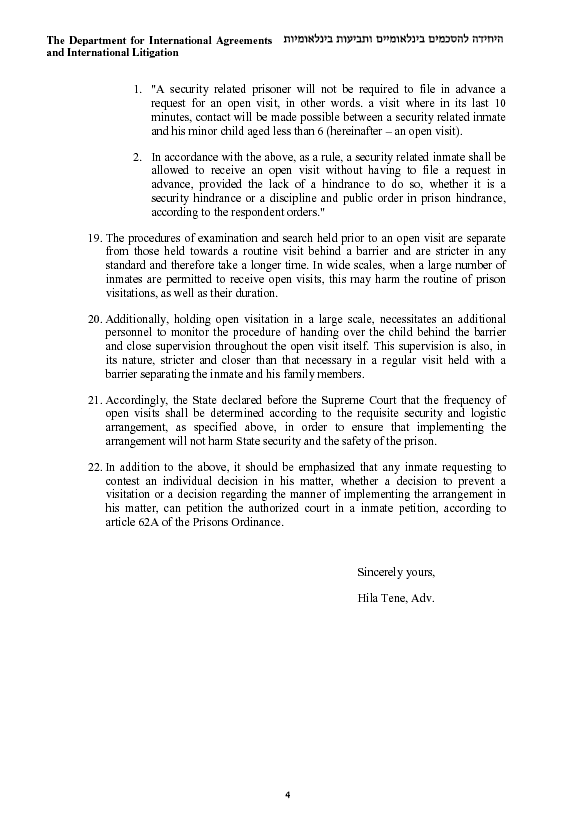 The Department for International Agreements היחידה להסכמים בינלאומיים ותביעות בינלאומיות
and International Litigation
1. "A security related prisoner will not be required to file in advance a
request for an open visit, in other words. a visit where in its last 10
minutes, contact will be made possible between a security related inmate
and his minor child aged less than 6 (hereinafter – an open visit).
2. In accordance with the above, as a rule, a security related inmate shall be
allowed to receive an open visit without having to file a request in
advance, provided the lack of a hindrance to do so, whether it is a
security hindrance or a discipline and public order in prison hindrance,
according to the respondent orders."
19. The procedures of examination and search held prior to an open visit are separate
from those held towards a routine visit behind a barrier and are stricter in any
standard and therefore take a longer time. In wide scales, when a large number of
inmates are permitted to receive open visits, this may harm the routine of prison
visitations, as well as their duration.
20. Additionally, holding open visitation in a large scale, necessitates an additional
personnel to monitor the procedure of handing over the child behind the barrier
and close supervision throughout the open visit itself. This supervision is also, in
its nature, stricter and closer than that necessary in a regular visit held with a
barrier separating the inmate and his family members.
21. Accordingly, the State declared before the Supreme Court that the frequency of
open visits shall be determined according to the requisite security and logistic
arrangement, as specified above, in order to ensure that implementing the
arrangement will not harm State security and the safety of the prison.
22. In addition to the above, it should be emphasized that any inmate requesting to
contest an individual decision in his matter, whether a decision to prevent a
visitation or a decision regarding the manner of implementing the arrangement in
his matter, can petition the authorized court in a inmate petition, according to
article 62A of the Prisons Ordinance.
Sincerely yours,
Hila Tene, Adv.
4